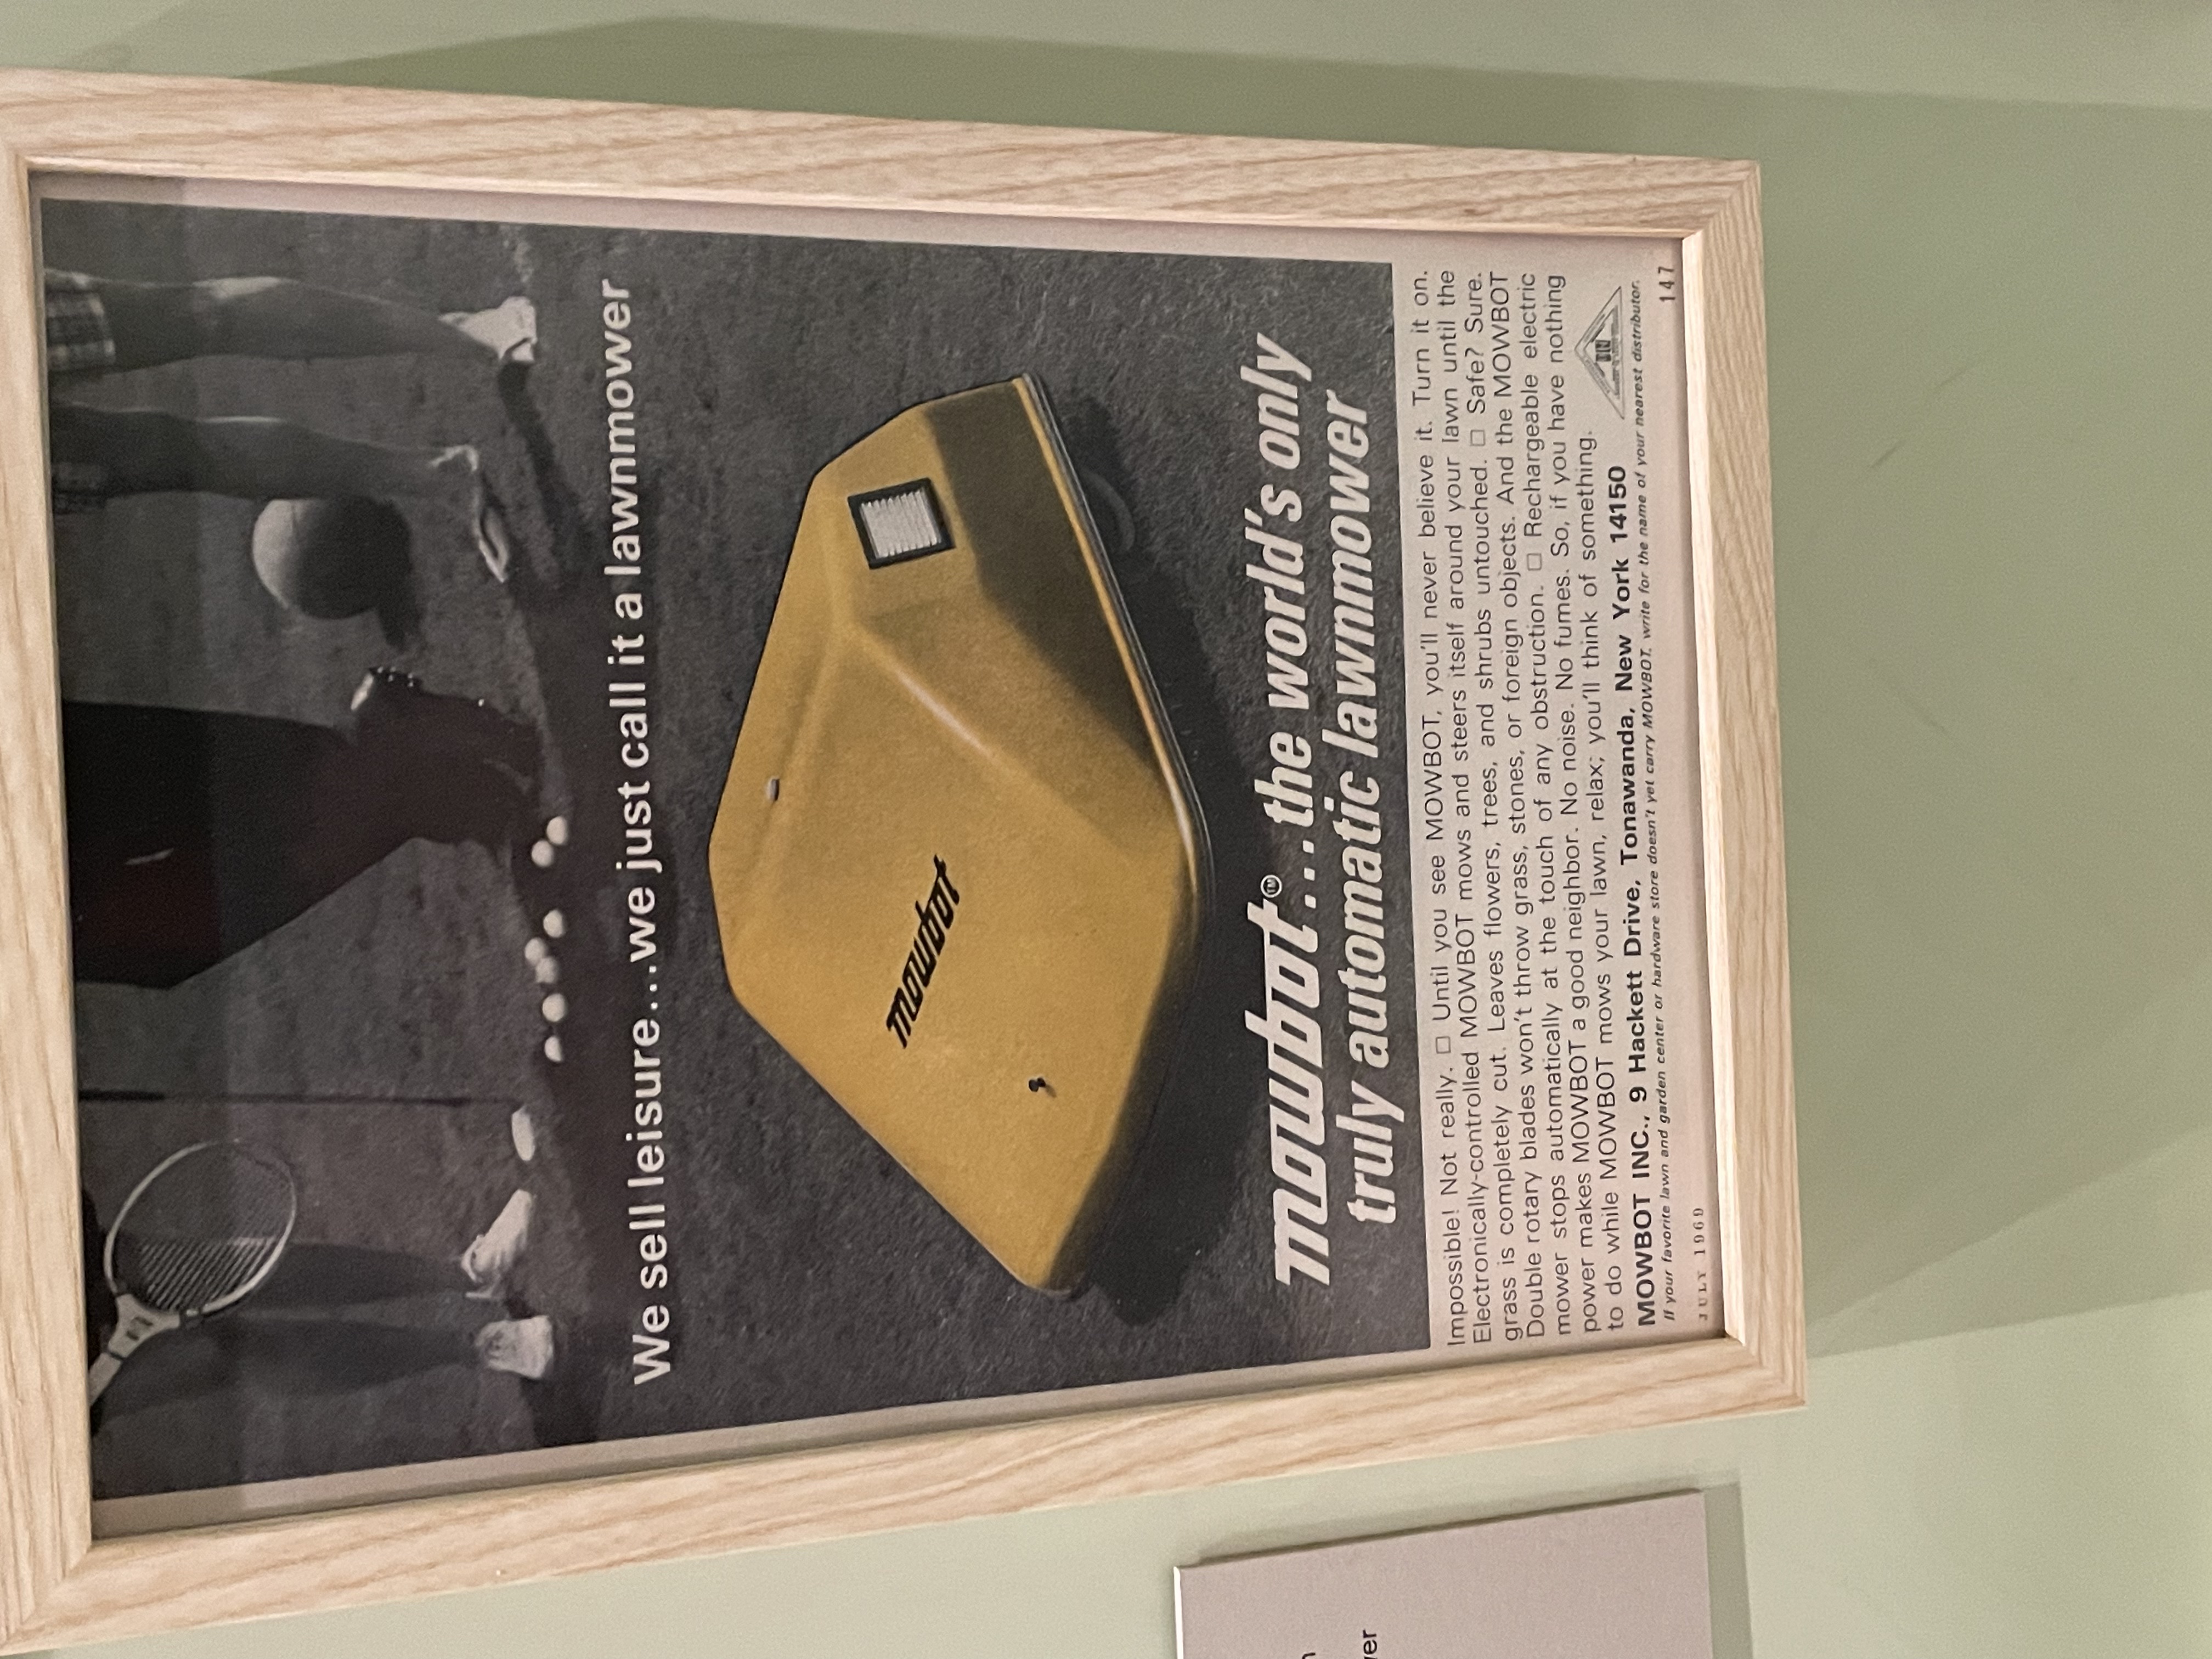 We sell leisure...we just call it a lawnmower
mowbot
mowbot™...the world's only
truly automatic lawnmower
Impossible! Not really. □ Until you see MOWBOT, you'll never believe it. Turn it on.
Electronically-controlled MOWBOT mows and steers itself around your lawn until the
grass is completely cut. Leaves flowers, trees, and shrubs untouched. □ Safe? Sure.
Double rotary blades won't throw grass, stones, or foreign objects. And the MOWBOT
mower stops automatically at the touch of any obstruction. □ Rechargeable electric
power makes MOWBOT a good neighbor. No noise. No fumes. So, if you have nothing
to do while MOWBOT mows your lawn, relax; you'll think of something.
MOWBOT INC., 9 Hackett Drive, Tonawanda, New York 14150
If your favorite lawn and garden center or hardware store doesn't yet carry MOWBOT, write for the name of your nearest distributor.
JULY 1969
147